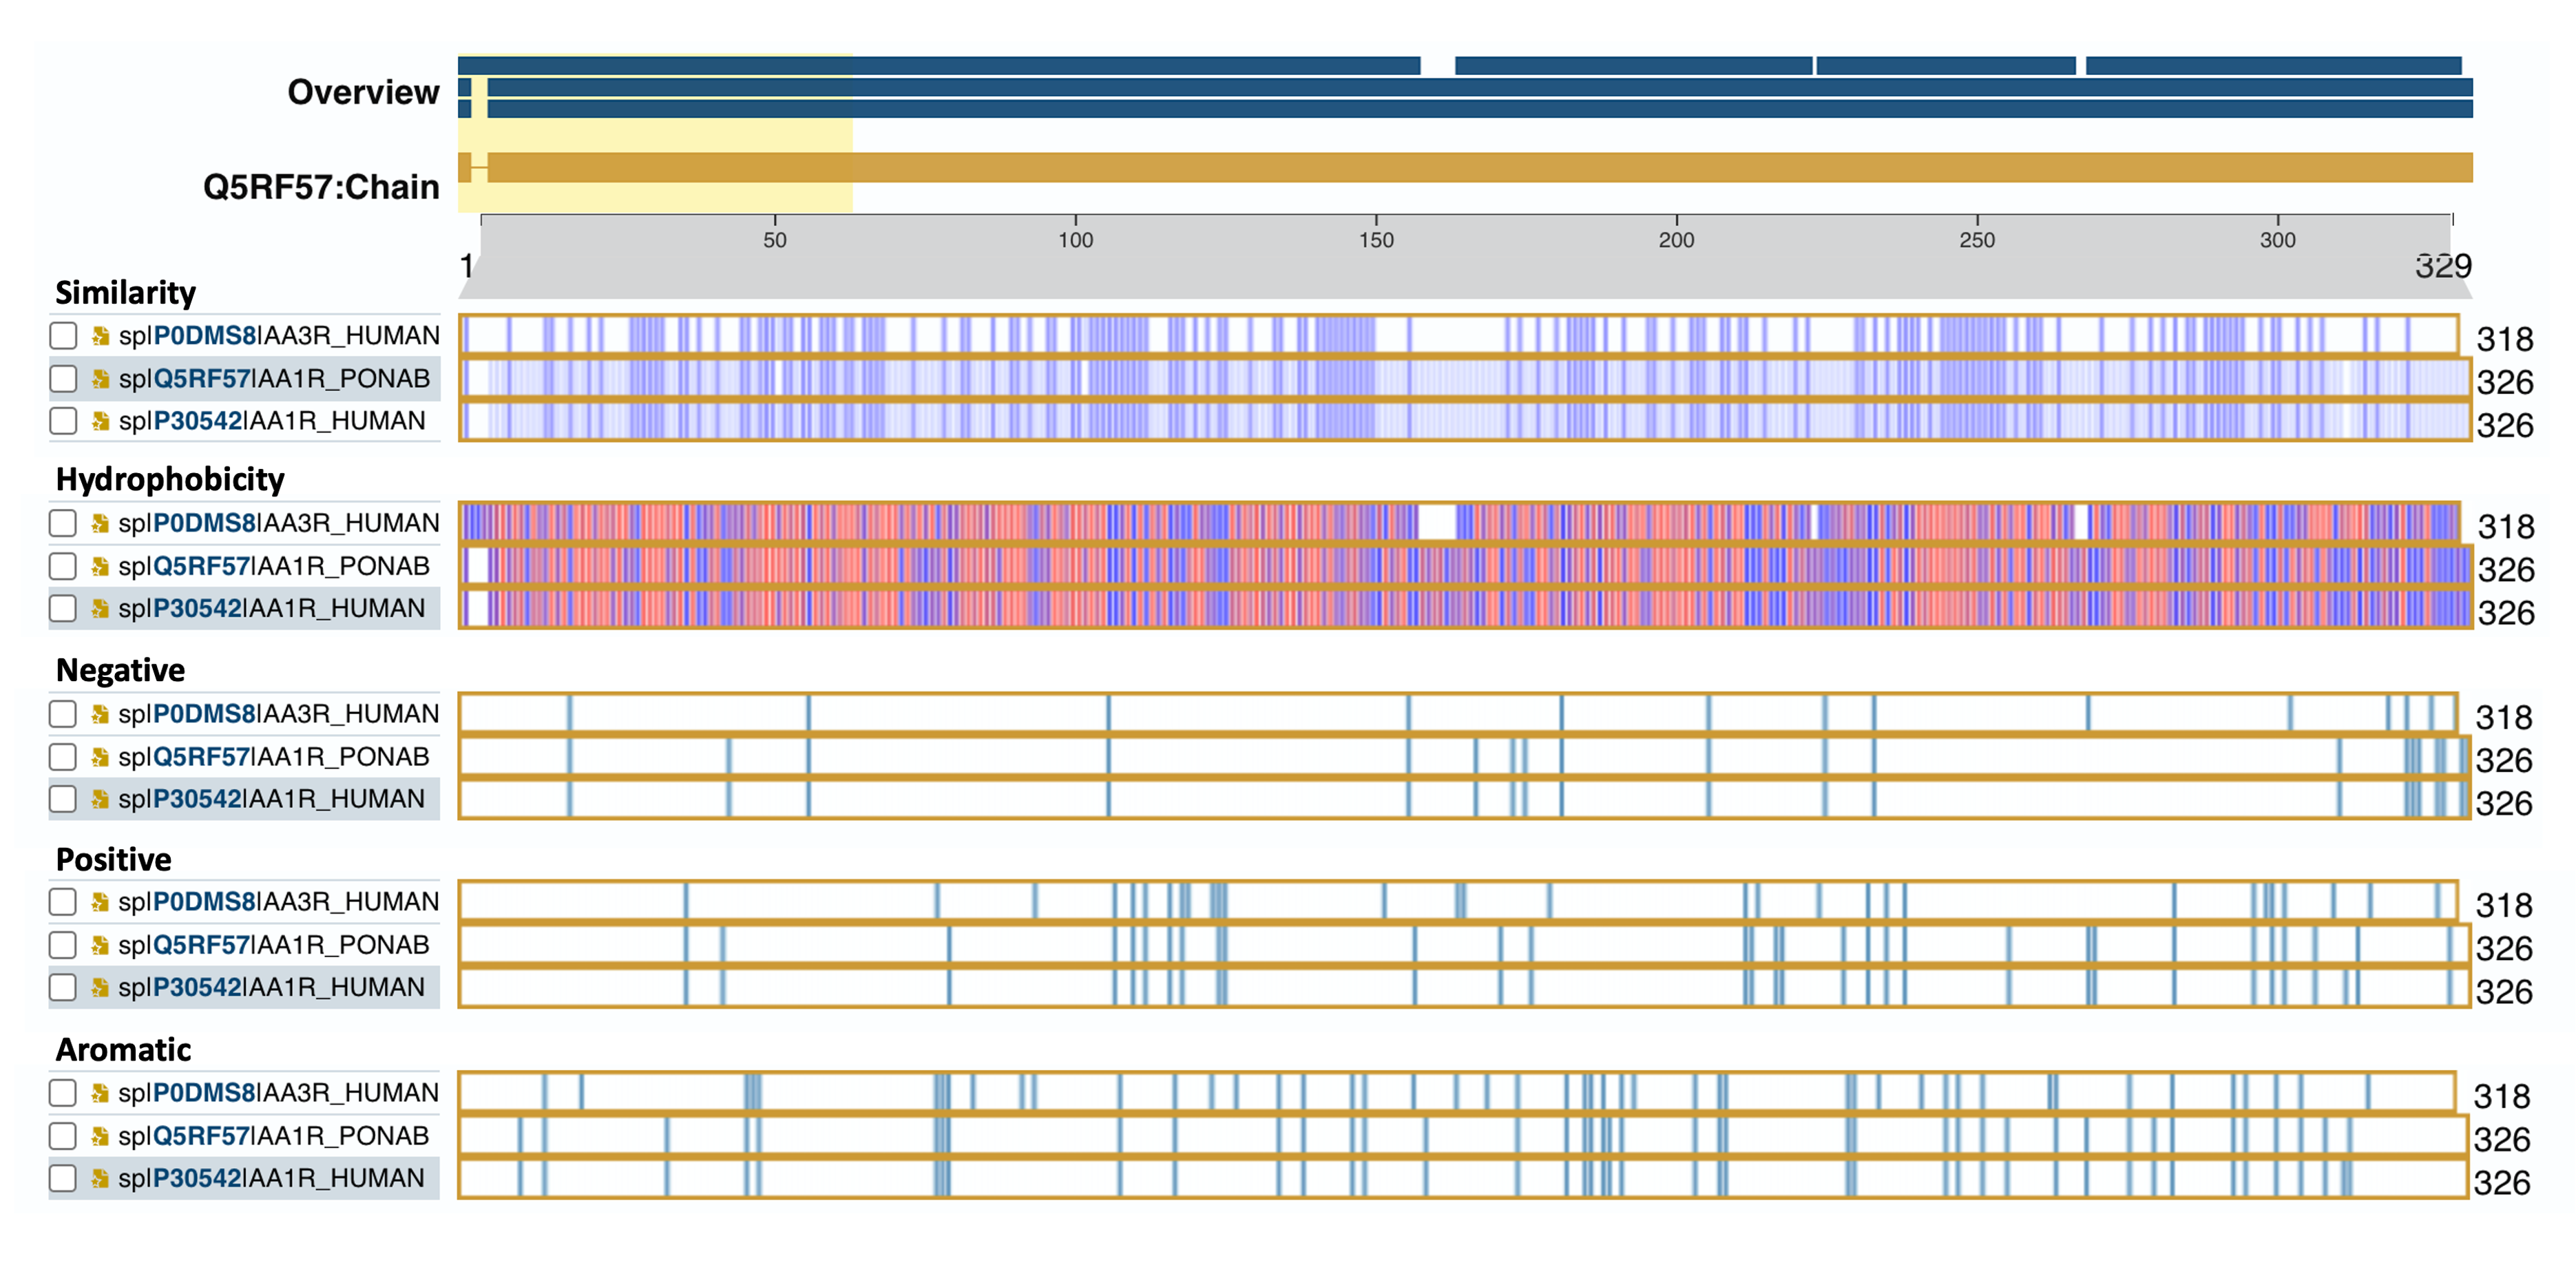 Overview
Q5RF57:Chain
50 100 150 200 250 300
1 329
Similarity
sp|P0DMS8|AA3R_HUMAN 318
sp|Q5RF57|AA1R_PONAB 326
sp|P30542|AA1R_HUMAN 326
Hydrophobicity
sp|P0DMS8|AA3R_HUMAN 318
sp|Q5RF57|AA1R_PONAB 326
sp|P30542|AA1R_HUMAN 326
Negative
sp|P0DMS8|AA3R_HUMAN 318
sp|Q5RF57|AA1R_PONAB 326
sp|P30542|AA1R_HUMAN 326
Positive
sp|P0DMS8|AA3R_HUMAN 318
sp|Q5RF57|AA1R_PONAB 326
sp|P30542|AA1R_HUMAN 326
Aromatic
sp|P0DMS8|AA3R_HUMAN 318
sp|Q5RF57|AA1R_PONAB 326
sp|P30542|AA1R_HUMAN 326